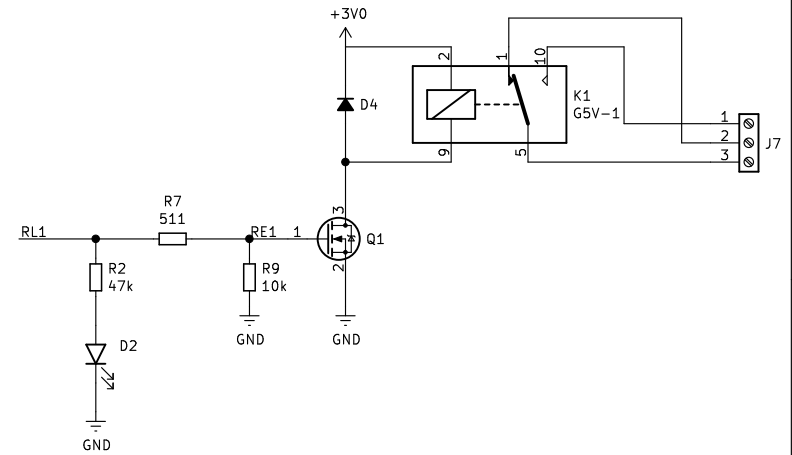 +3V0
2
1
10
D4
K1
G5V-1
1
2
J7
3
9
5
R7
511
3
RL1
RE1
1
Q1
R2
47k
R9
10k
2
GND
GND
D2
GND